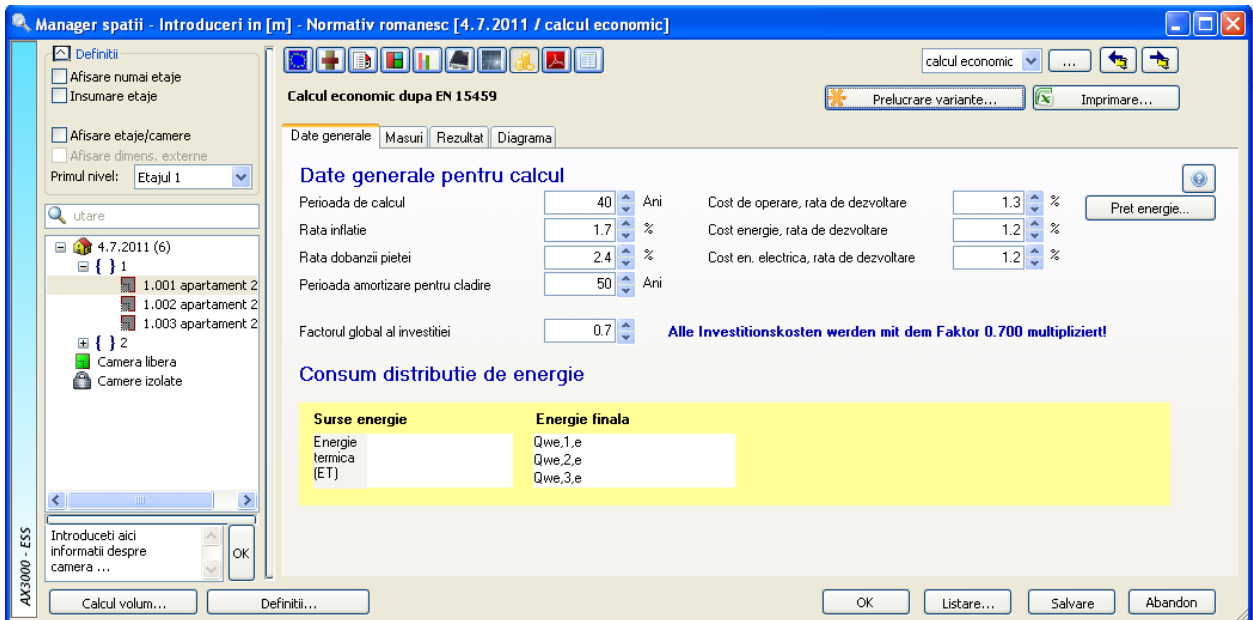 Manager spatii - Introduceri in [m] - Normativ romanesc [4.7.2011 / calcul economic]
Definitii
Afisare numai etaje
Insumare etaje
Afisare etaje/camere
Afisare dimens. externe
Primul nivel: Etajul 1
utare
4.7.2011 (6)
{ } 1
1.001 apartament 2
1.002 apartament 2
1.003 apartament 2
{ } 2
Camera libera
Camere izolate
Introduceti aici
informatii despre
camera ...
OK
AX3000 - ESS
calcul economic ...
Calcul economic dupa EN 15459
Prelucrare variante... Imprimare...
Date generale Masuri Rezultat Diagrama
Date generale pentru calcul
Perioada de calcul 40 Ani Cost de operare, rata de dezvoltare 1.3 % Pret energie...
Rata inflatie 1.7 % Cost energie, rata de dezvoltare 1.2 %
Rata dobanzii pietei 2.4 % Cost en. electrica, rata de dezvoltare 1.2 %
Perioada amortizare pentru cladire 50 Ani
Factorul global al investitiei 0.7 Alle Investitionskosten werden mit dem Faktor 0.700 multipliziert!
Consum distributie de energie
Surse energie Energie finala
Energie
termica
(ET)
Qwe,1,e
Qwe,2,e
Qwe,3,e
Calcul volum... Definitii... OK Listare... Salvare Abandon